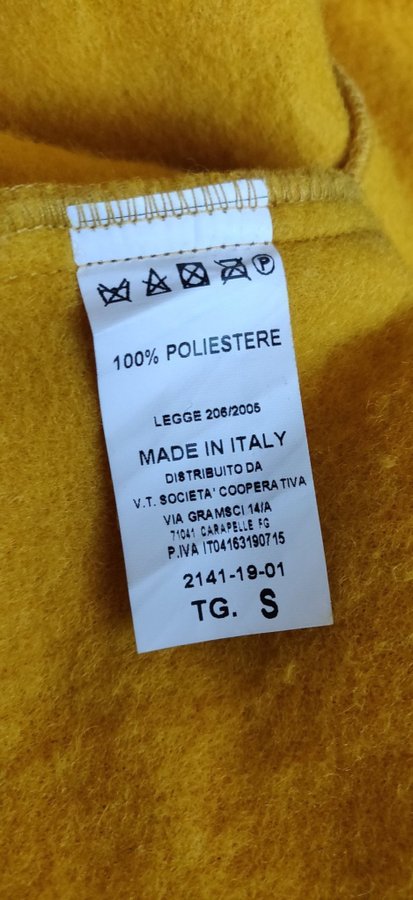 P
100% POLIESTERE
LEGGE 206/2005
MADE IN ITALY
DISTRIBUITO DA
V.T. SOCIETA' COOPERATIVA
VIA GRAMSCI 14/A
71041 CARAPELLE FG
P.IVA IT04163190715
2141-19-01
TG. S